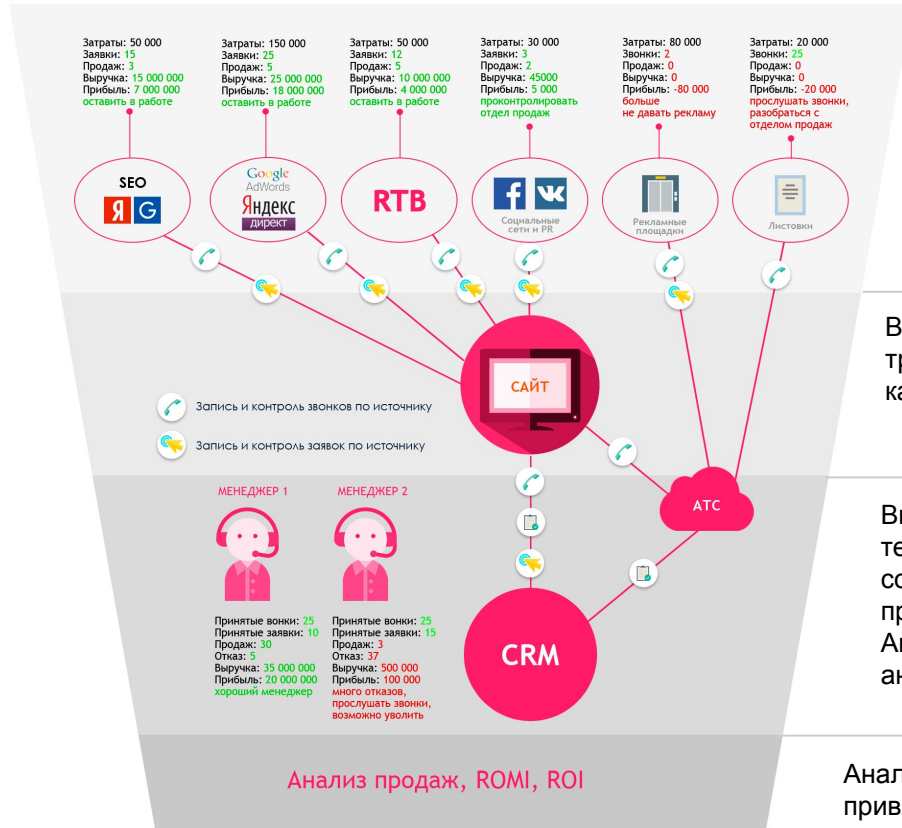 Затраты: 50 000
Заявки: 15
Продаж: 3
Выручка: 15 000 000
Прибыль: 7 000 000
оставить в работе
Затраты: 150 000
Заявки: 25
Продаж: 5
Выручка: 25 000 000
Прибыль: 18 000 000
оставить в работе
Затраты: 50 000
Заявки: 12
Продаж: 5
Выручка: 10 000 000
Прибыль: 4 000 000
оставить в работе
Затраты: 30 000
Заявки: 3
Продаж: 2
Выручка: 45000
Прибыль: 5 000
проконтролировать
отдел продаж
Затраты: 80 000
Звонки: 2
Продаж: 0
Выручка: 0
Прибыль: -80 000
больше
не давать рекламу
Затраты: 20 000
Звонки: 25
Продаж: 0
Выручка: 0
Прибыль: -20 000
прослушать звонки,
разобраться с
отделом продаж
SEO
Я G
Google
AdWords
Яндекс
директ
RTB
f
Социальные
сети и PR
Рекламные
площадки
Листовки
САЙТ
Запись и контроль звонков по источнику
Запись и контроль заявок по источнику
АТС
МЕНЕДЖЕР 1
МЕНЕДЖЕР 2
Принятые вонки: 25
Принятые заявки: 10
Продаж: 30
Отказ: 5
Выручка: 35 000 000
Прибыль: 20 000 000
хороший менеджер
Принятые вонки: 25
Принятые заявки: 15
Продаж: 3
Отказ: 37
Выручка: 500 000
Прибыль: 100 000
много отказов,
прослушать звонки,
возможно уволить
CRM
Анализ продаж, ROMI, ROI